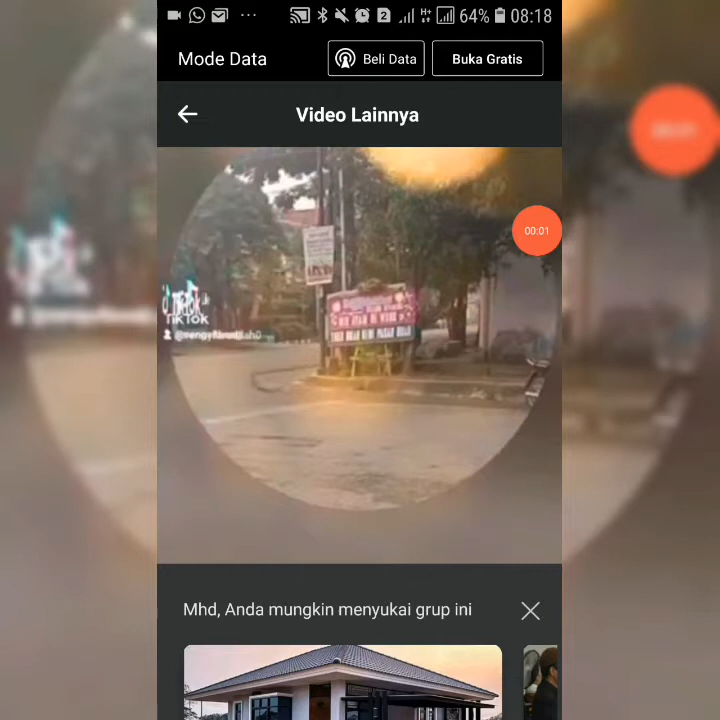 2
H+
64%
08:18
Mode Data
Beli Data
Buka Gratis
Video Lainnya
00:01
TikTok
Mhd, Anda mungkin menyukai grup ini